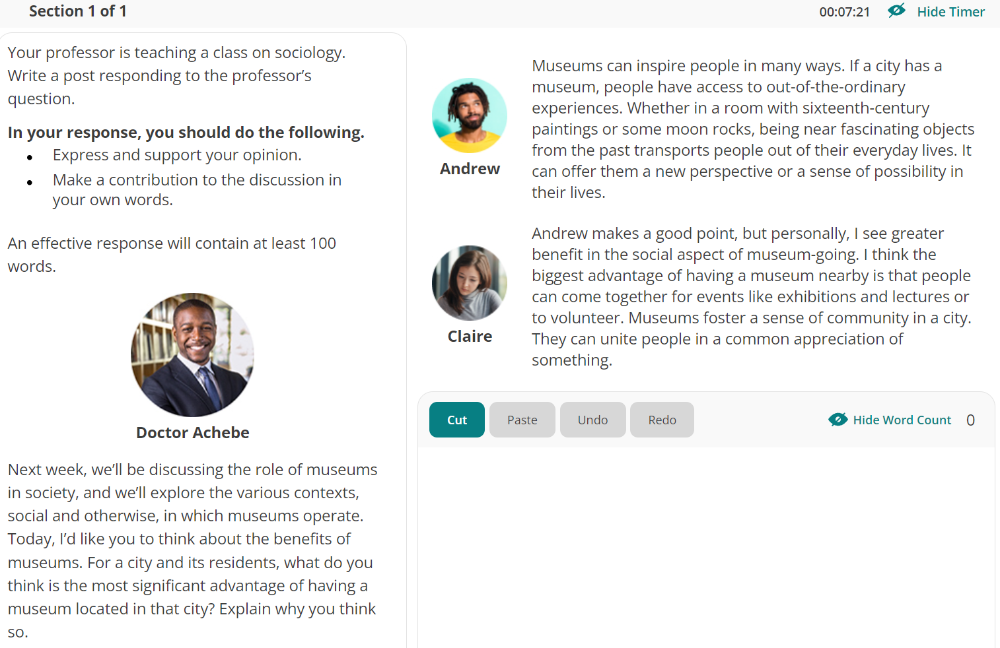 Section 1 of 1
00:07:21
Hide Timer
Your professor is teaching a class on sociology.
Write a post responding to the professor’s
question.
In your response, you should do the following.
• Express and support your opinion.
• Make a contribution to the discussion in
your own words.
An effective response will contain at least 100
words.
Doctor Achebe
Next week, we’ll be discussing the role of museums
in society, and we’ll explore the various contexts,
social and otherwise, in which museums operate.
Today, I’d like you to think about the benefits of
museums. For a city and its residents, what do you
think is the most significant advantage of having a
museum located in that city? Explain why you think
so.
Andrew
Museums can inspire people in many ways. If a city has a
museum, people have access to out-of-the-ordinary
experiences. Whether in a room with sixteenth-century
paintings or some moon rocks, being near fascinating objects
from the past transports people out of their everyday lives. It
can offer them a new perspective or a sense of possibility in
their lives.
Claire
Andrew makes a good point, but personally, I see greater
benefit in the social aspect of museum-going. I think the
biggest advantage of having a museum nearby is that people
can come together for events like exhibitions and lectures or
to volunteer. Museums foster a sense of community in a city.
They can unite people in a common appreciation of
something.
Cut
Paste
Undo
Redo
Hide Word Count
0